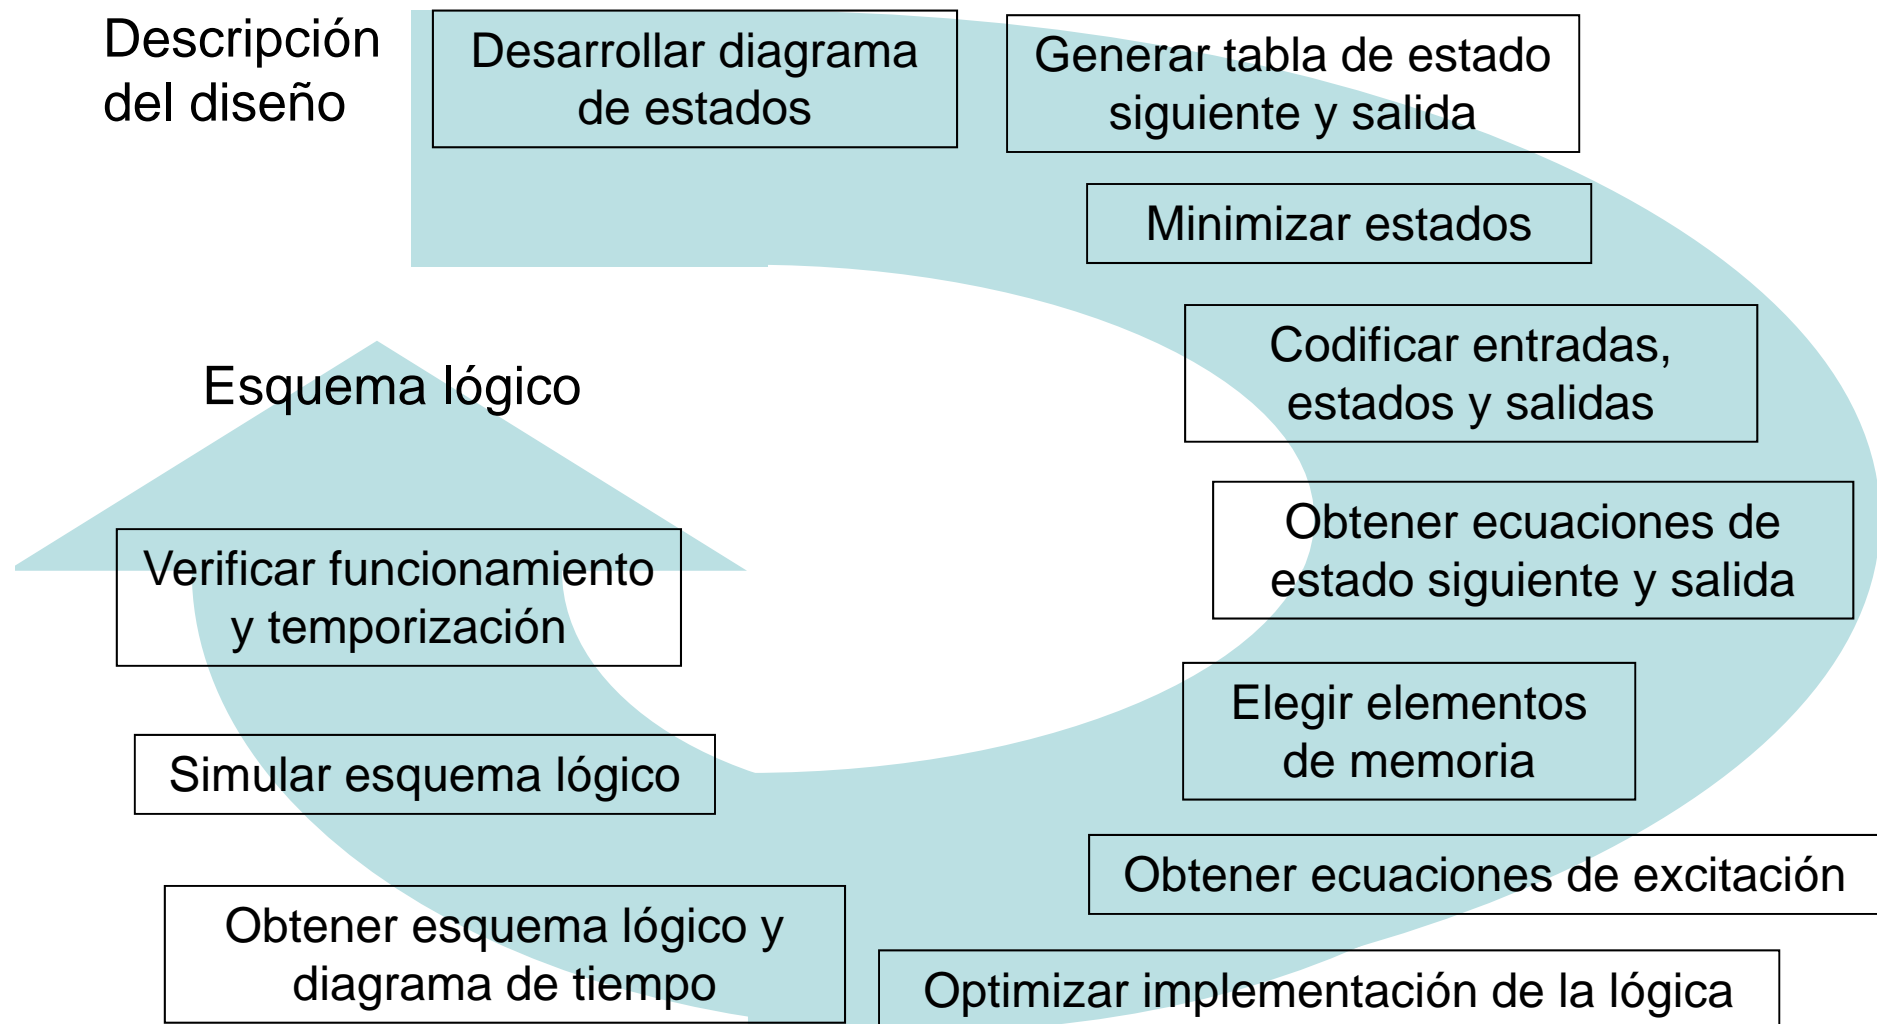 Descripción
del diseño
Desarrollar diagrama
de estados
Generar tabla de estado
siguiente y salida
Minimizar estados
Codificar entradas,
estados y salidas
Obtener ecuaciones de
estado siguiente y salida
Elegir elementos
de memoria
Obtener ecuaciones de excitación
Optimizar implementación de la lógica
Obtener esquema lógico y
diagrama de tiempo
Simular esquema lógico
Verificar funcionamiento
y temporización
Esquema lógico